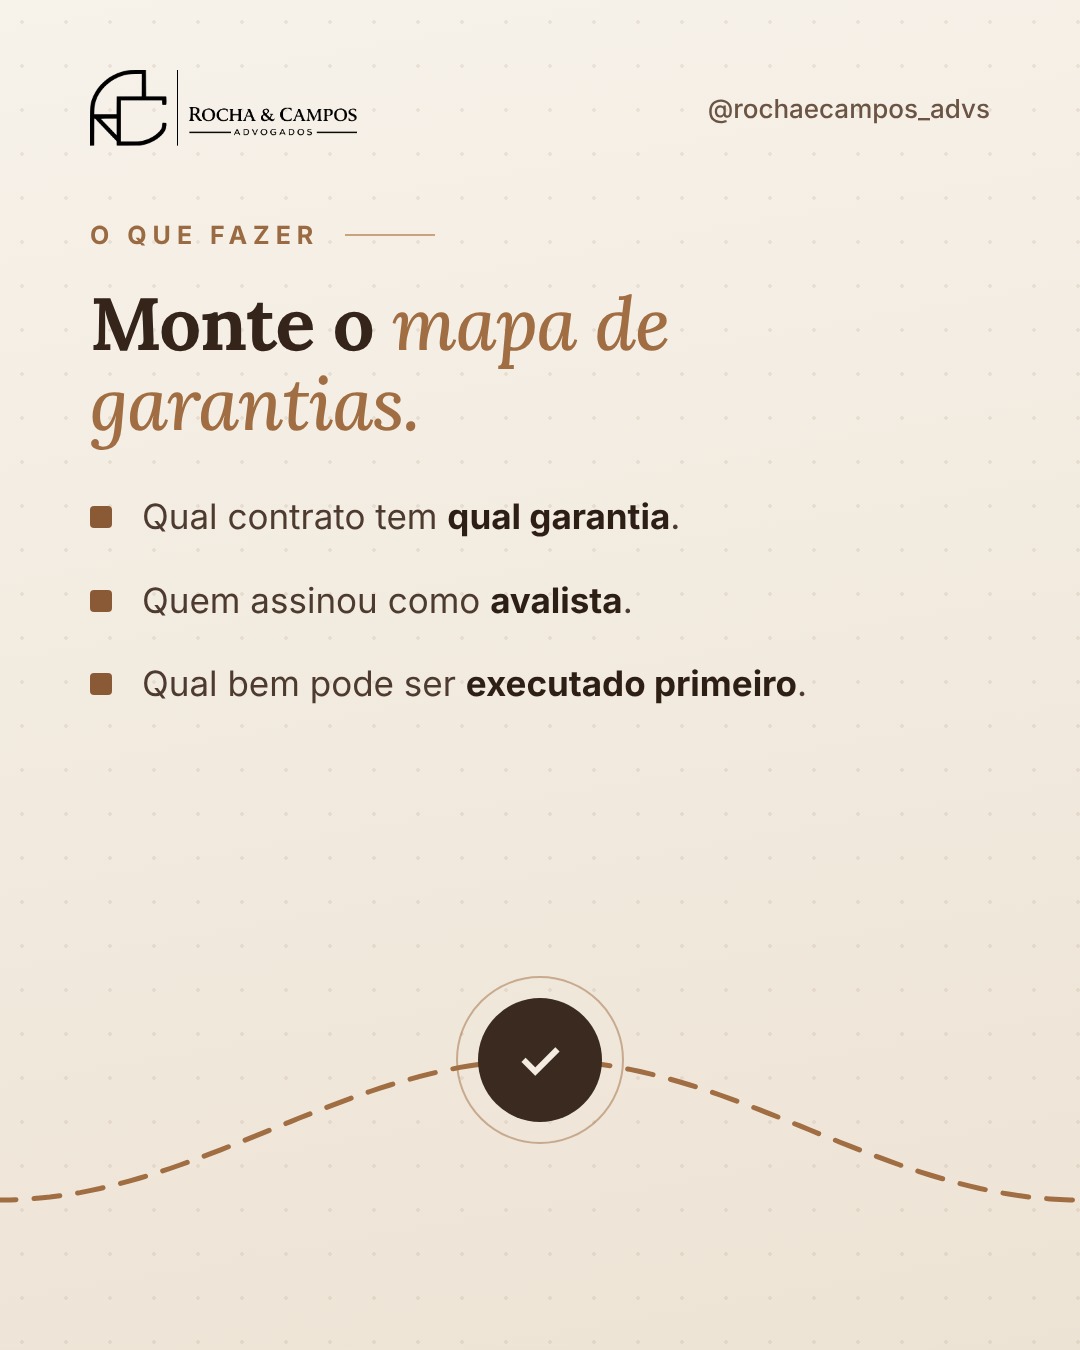 ROCHA & CAMPOS
ADVOGADOS
@rochaecampos_advs
O QUE FAZER
Monte o mapa de
garantias.
Qual contrato tem qual garantia.
Quem assinou como avalista.
Qual bem pode ser executado primeiro.